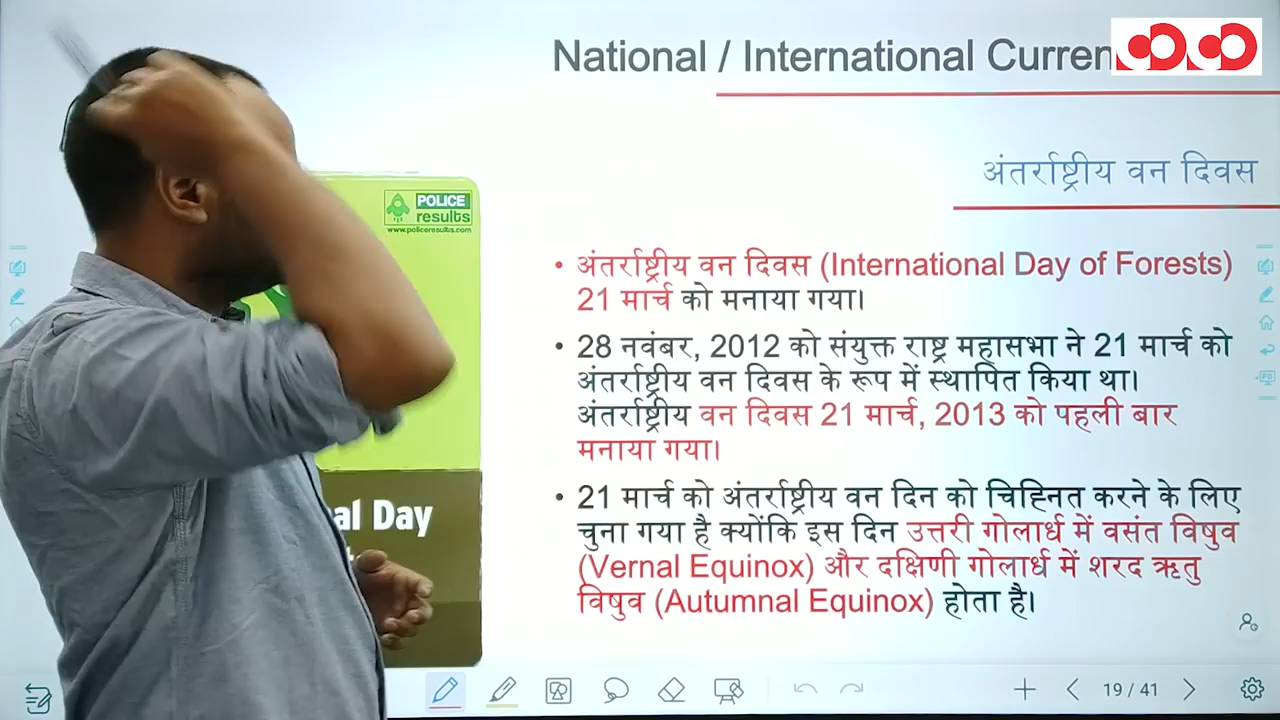 National / International Curren
अंतर्राष्ट्रीय वन दिवस
POLICE
results
www.policeresults.com
• अंतर्राष्ट्रीय वन दिवस (International Day of Forests)
21 मार्च को मनाया गया।
• 28 नवंबर, 2012 को संयुक्त राष्ट्र महासभा ने 21 मार्च को
अंतर्राष्ट्रीय वन दिवस के रूप में स्थापित किया था।
अंतर्राष्ट्रीय वन दिवस 21 मार्च, 2013 को पहली बार
मनाया गया।
• 21 मार्च को अंतर्राष्ट्रीय वन दिन को चिह्नित करने के लिए
चुना गया है क्योंकि इस दिन उत्तरी गोलार्ध में वसंत विषुव
(Vernal Equinox) और दक्षिणी गोलार्ध में शरद ऋतु
विषुव (Autumnal Equinox) होता है।
al Day
19 / 41